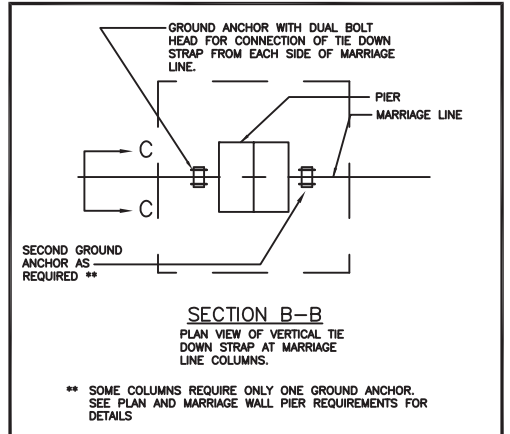 GROUND ANCHOR WITH DUAL BOLT
HEAD FOR CONNECTION OF TIE DOWN
STRAP FROM EACH SIDE OF MARRIAGE
LINE.
PIER
MARRIAGE LINE
C
C
SECOND GROUND
ANCHOR AS
REQUIRED **
SECTION B-B
PLAN VIEW OF VERTICAL TIE
DOWN STRAP AT MARRIAGE
LINE COLUMNS.
** SOME COLUMNS REQUIRE ONLY ONE GROUND ANCHOR.
SEE PLAN AND MARRIAGE WALL PIER REQUIREMENTS FOR
DETAILS